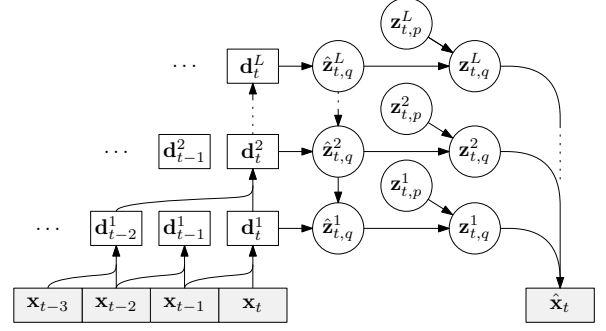 z^L_{t,p}
... d^L_t ẑ^L_{t,q} z^L_{t,q}
z^2_{t,p}
... d^2_{t−1} d^2_t ẑ^2_{t,q} z^2_{t,q}
z^1_{t,p}
... d^1_{t−2} d^1_{t−1} d^1_t ẑ^1_{t,q} z^1_{t,q}
x_{t−3} x_{t−2} x_{t−1} x_t x̂_t